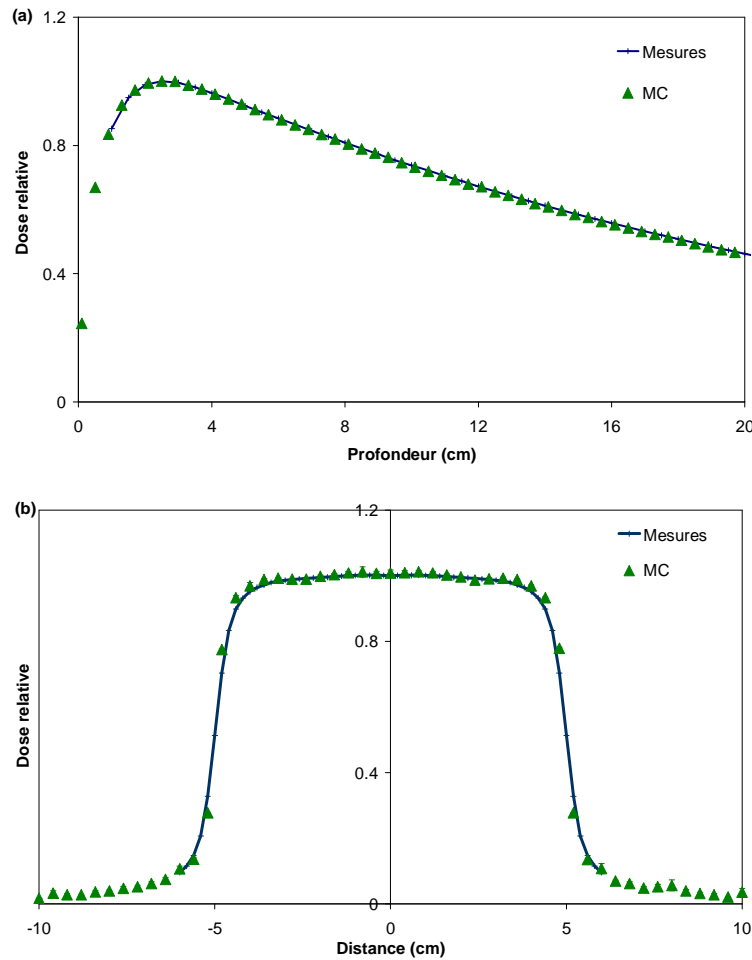 (a)
1.2
Mesures
MC
0.8
Dose relative
0.4
0
0
4
8
12
16
20
Profondeur (cm)
(b)
1.2
Mesures
MC
0.8
Dose relative
0.4
0
-10
-5
0
5
10
Distance (cm)